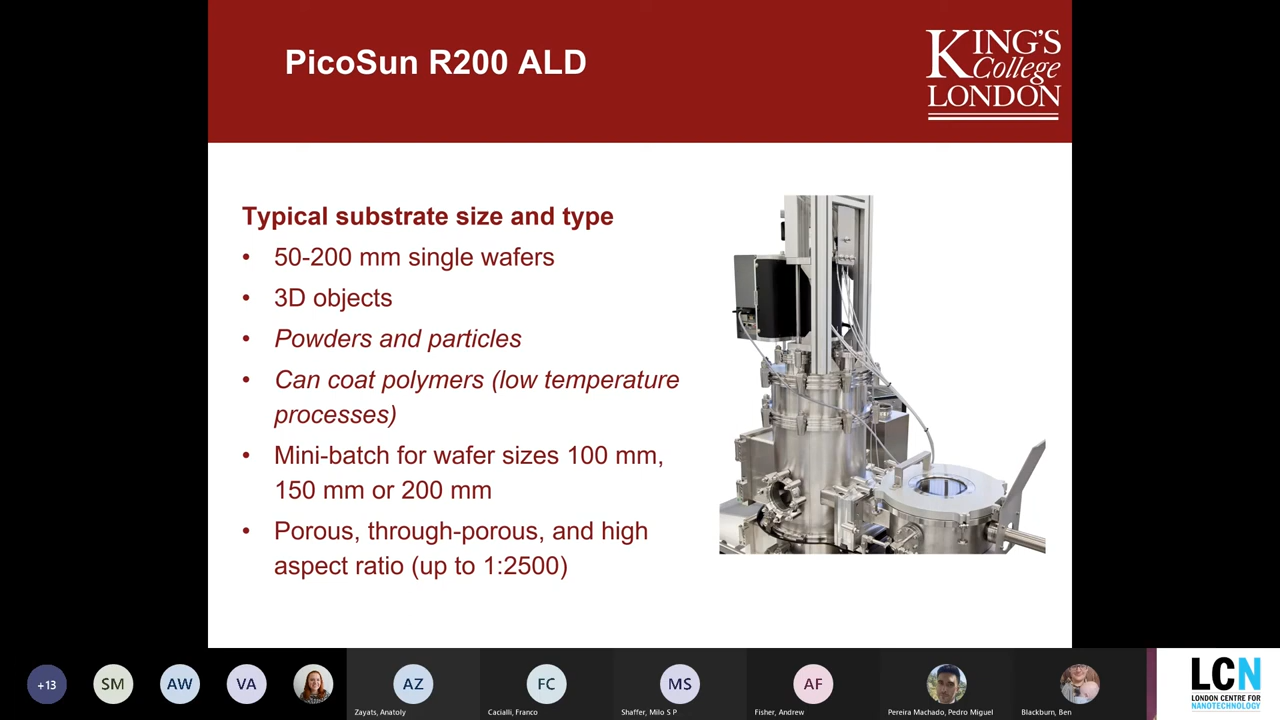 PicoSun R200 ALD
KING'S
College
LONDON
Typical substrate size and type
• 50-200 mm single wafers
• 3D objects
• Powders and particles
• Can coat polymers (low temperature
processes)
• Mini-batch for wafer sizes 100 mm,
150 mm or 200 mm
• Porous, through-porous, and high
aspect ratio (up to 1:2500)
+13
SM
AW
VA
AZ
Zayats, Anatoly
FC
Cacialli, Franco
MS
Shaffer, Milo S P
AF
Fisher, Andrew
Pereira Machado, Pedro Miguel
Blackburn, Ben
LCN
LONDON CENTRE FOR
NANOTECHNOLOGY